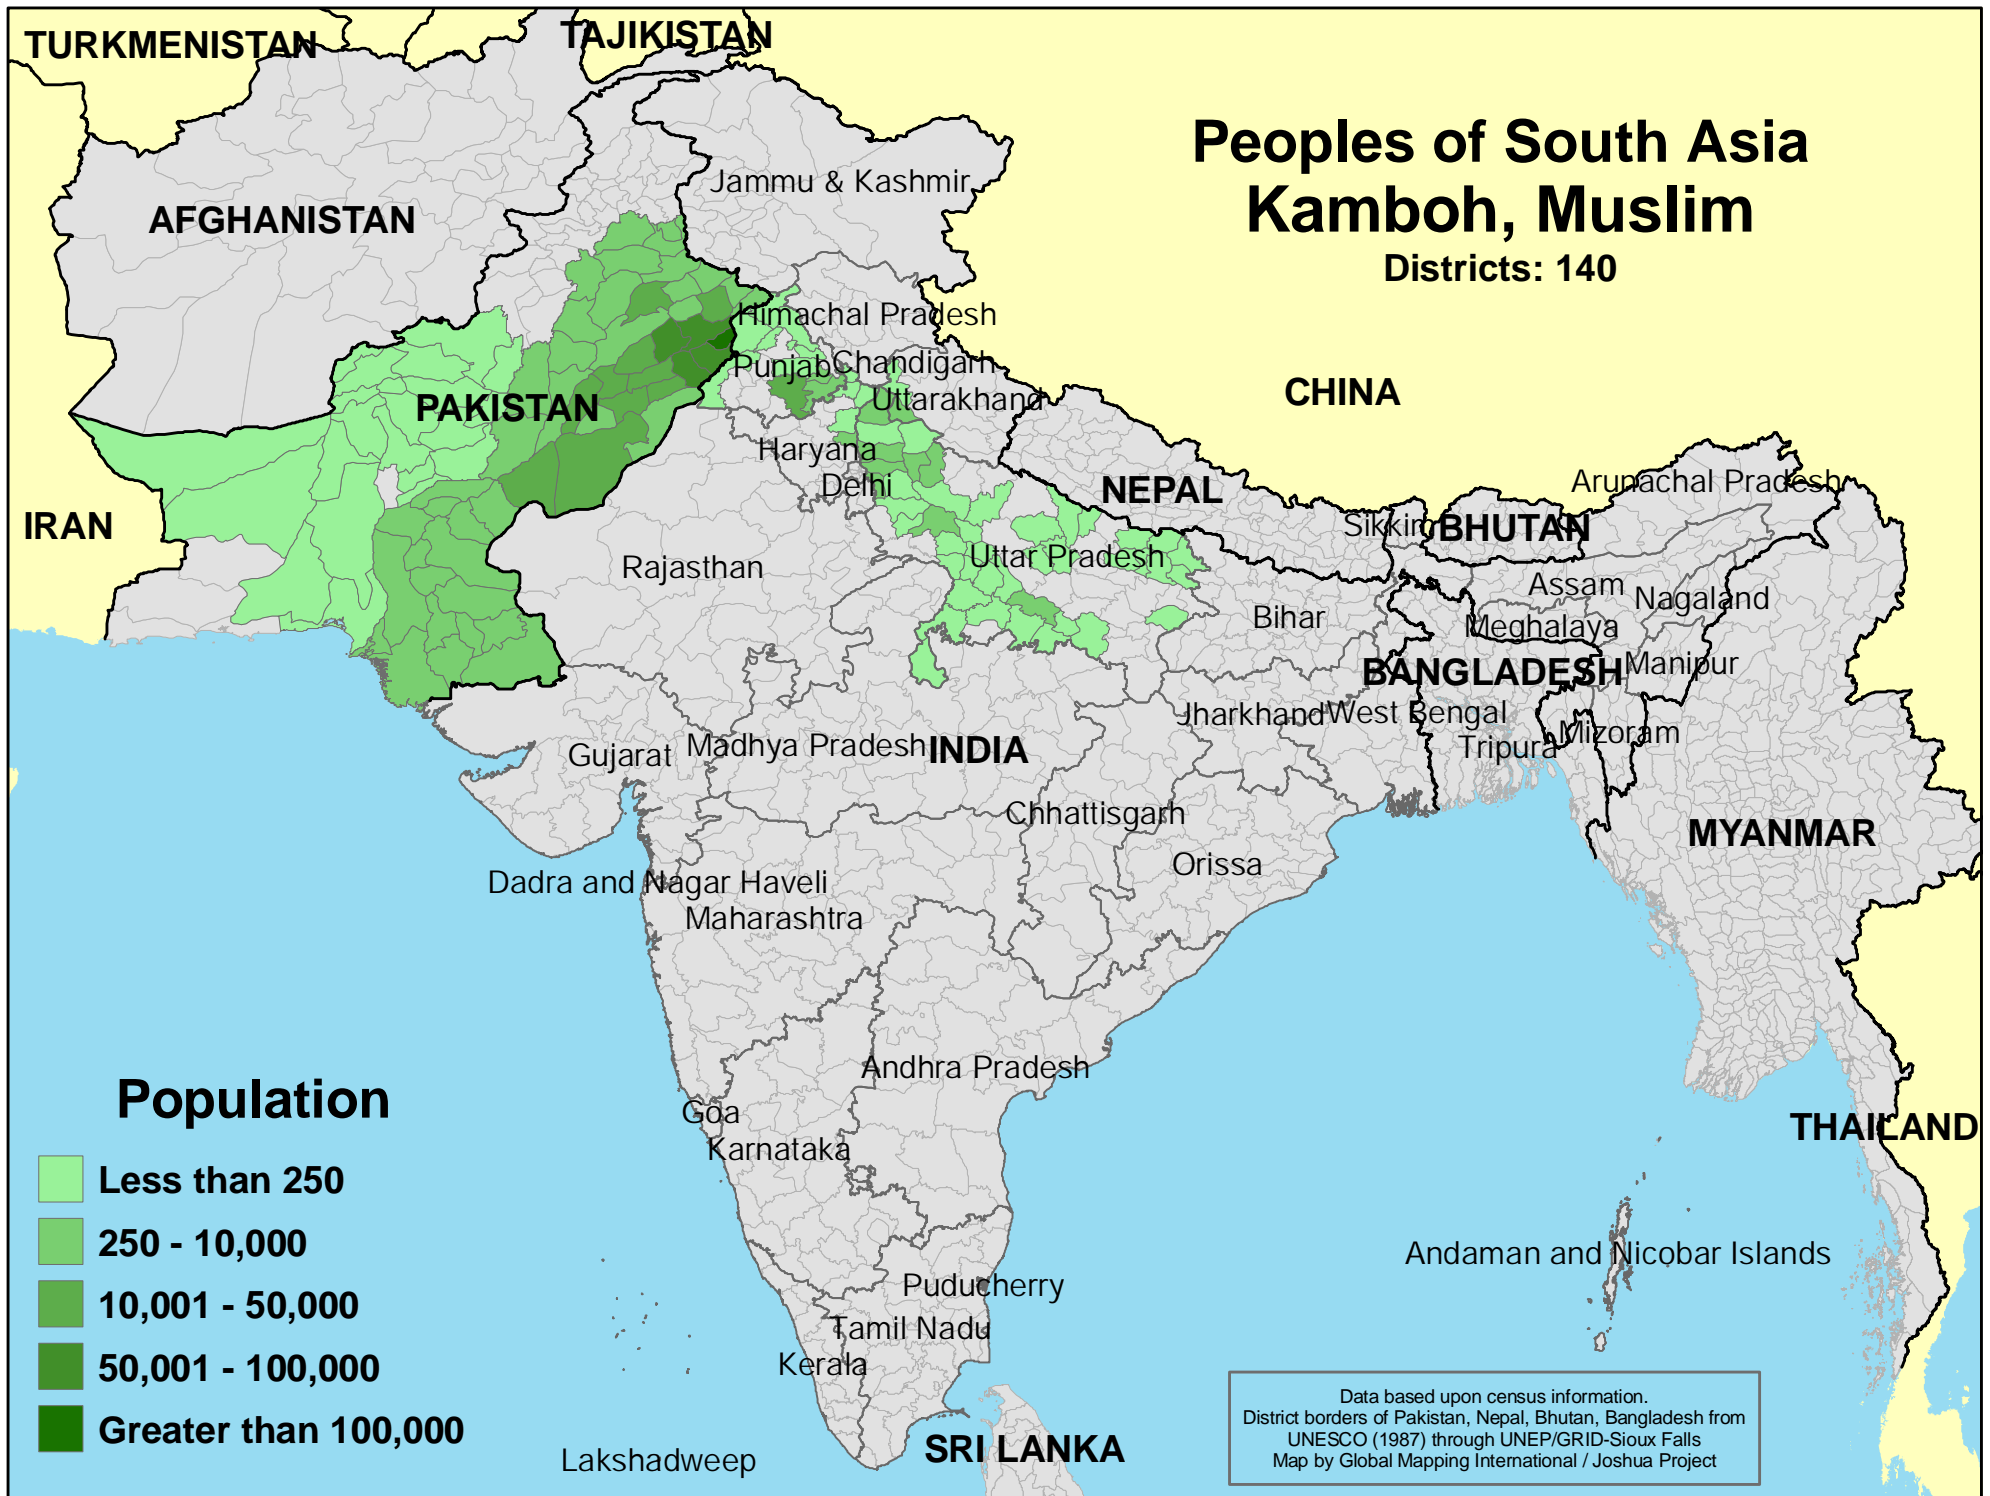 TURKMENISTAN
TAJIKISTAN
Peoples of South Asia
Kamboh, Muslim
Districts: 140
Jammu & Kashmir
AFGHANISTAN
Himachal Pradesh
Punjab
Chandigarh
CHINA
PAKISTAN
Uttarakhand
Haryana
Delhi
NEPAL
Arunachal Pradesh
IRAN
Sikkim
BHUTAN
Rajasthan
Uttar Pradesh
Assam
Nagaland
Bihar
Meghalaya
BANGLADESH
Manipur
Jharkhand
West Bengal
Gujarat
Madhya Pradesh
INDIA
Tripura
Mizoram
Chhattisgarh
MYANMAR
Orissa
Dadra and Nagar Haveli
Maharashtra
Andhra Pradesh
Goa
Karnataka
THAILAND
Andaman and Nicobar Islands
Puducherry
Tamil Nadu
Kerala
Lakshadweep
SRI LANKA
Population
Less than 250
250 - 10,000
10,001 - 50,000
50,001 - 100,000
Greater than 100,000
Data based upon census information.
District borders of Pakistan, Nepal, Bhutan, Bangladesh from
UNESCO (1987) through UNEP/GRID-Sioux Falls
Map by Global Mapping International / Joshua Project